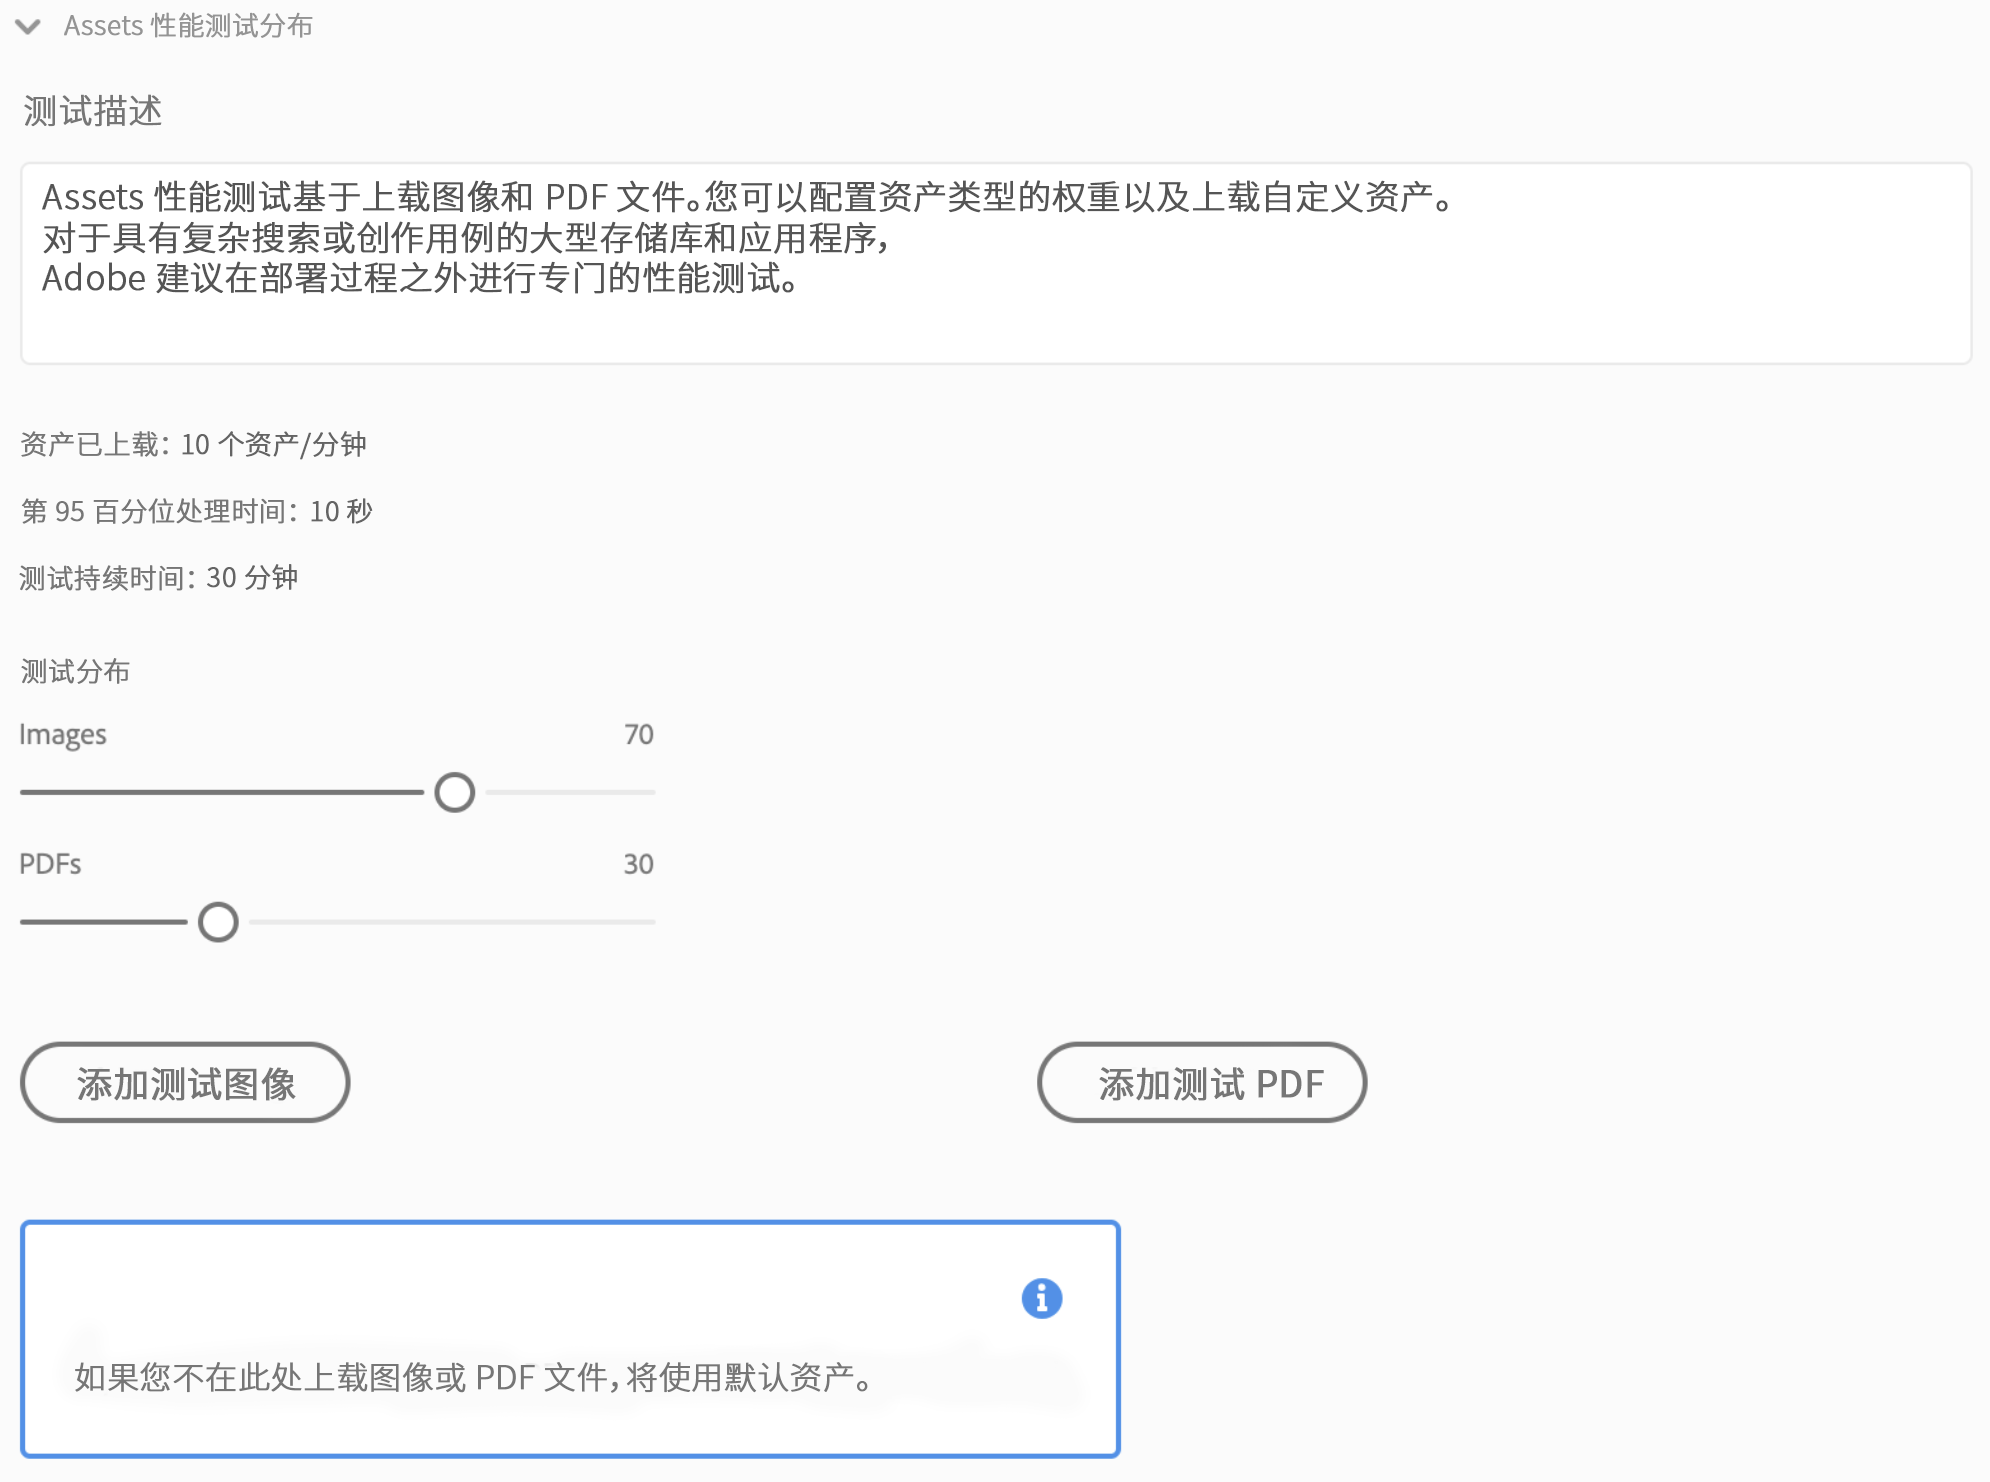 Assets 性能测试分布
测试描述
Assets 性能测试基于上载图像和 PDF 文件。您可以配置资产类型的权重以及上载自定义资产。
对于具有复杂搜索或创作用例的大型存储库和应用程序，
Adobe 建议在部署过程之外进行专门的性能测试。
资产已上载：10 个资产/分钟
第 95 百分位处理时间：10 秒
测试持续时间：30 分钟
测试分布
Images 70
PDFs 30
添加测试图像 添加测试 PDF
如果您不在此处上载图像或 PDF 文件，将使用默认资产。